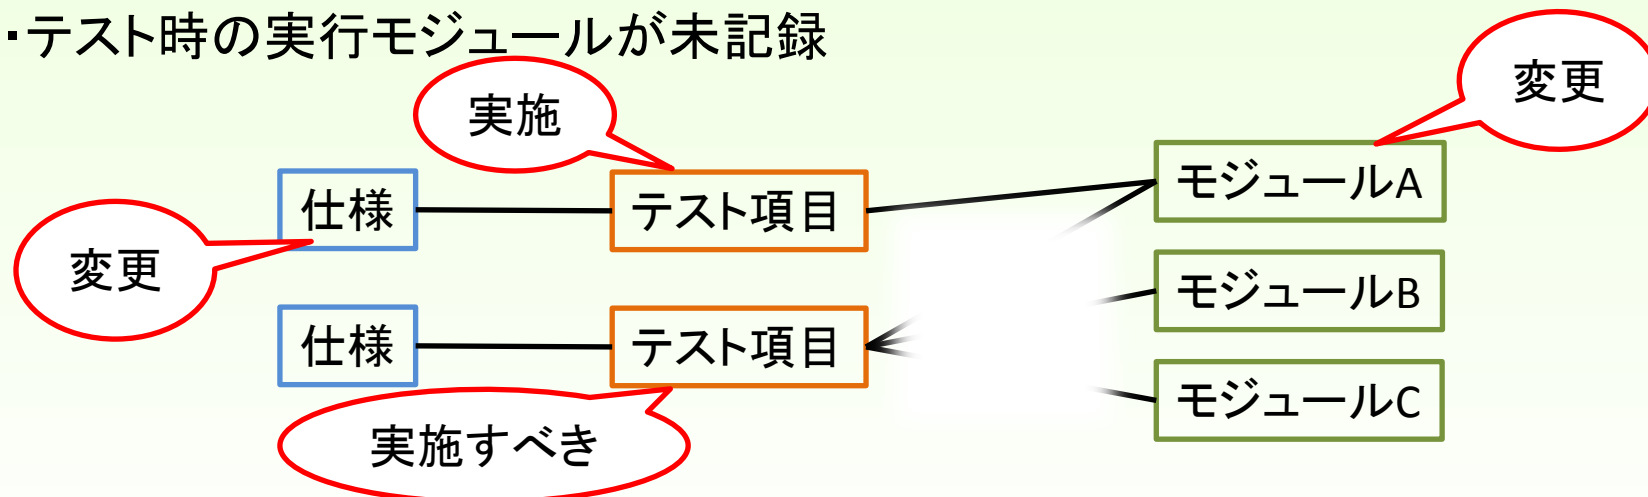 ・テスト時の実行モジュールが未記録
変更
実施
モジュールA
仕様
テスト項目
変更
モジュールB
仕様
テスト項目
モジュールC
実施すべき